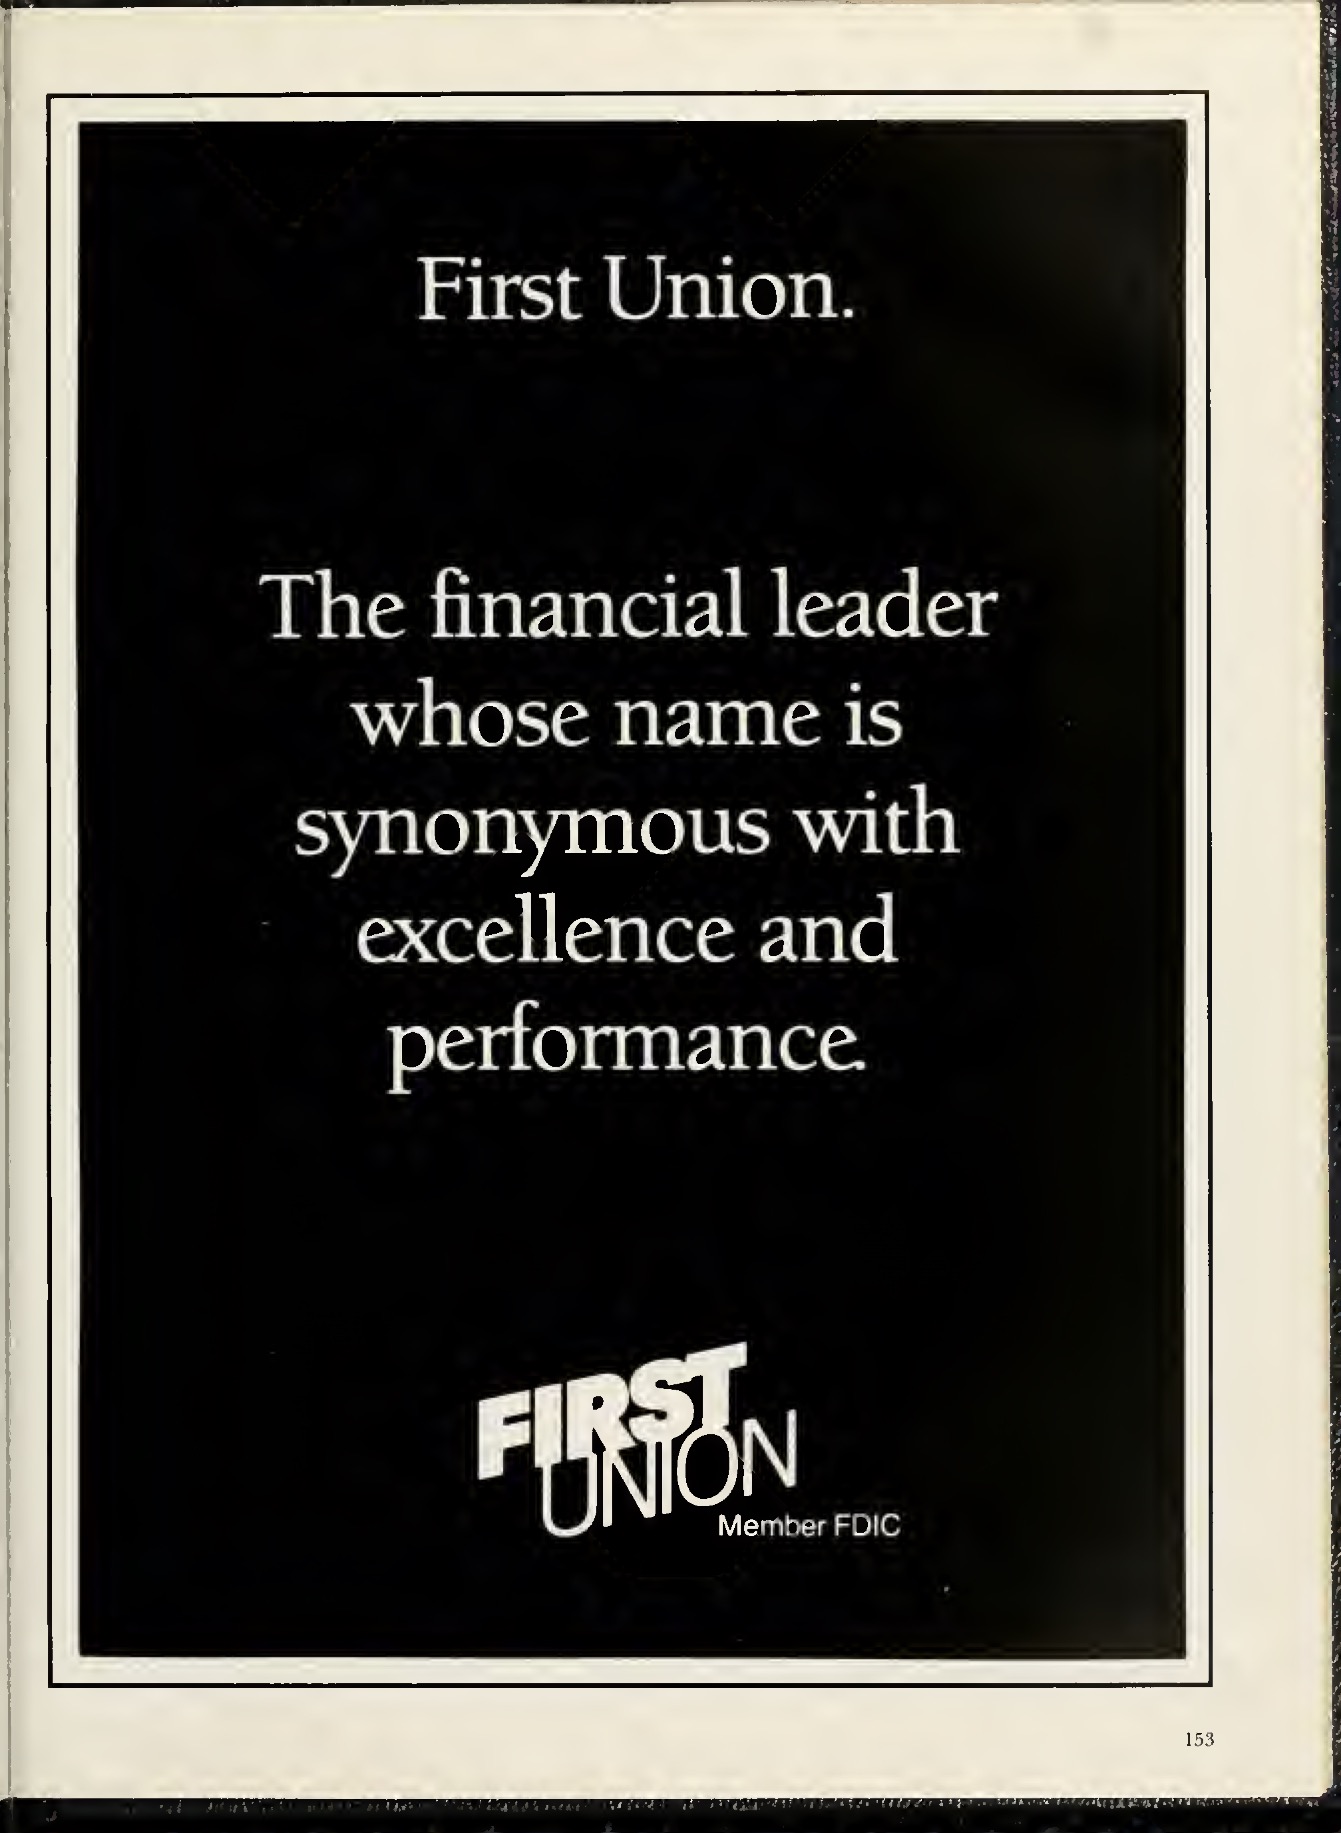 First Union.
The financial leader
whose name is
synonymous with
excellence and
performance.
FIRST
UNION
Member FDIC
153